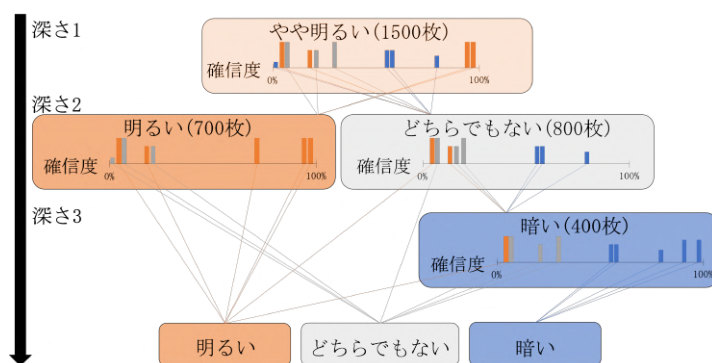 深さ1
やや明るい(1500枚)
確信度
0%
100%
深さ2
明るい(700枚)
確信度
0%
100%
どちらでもない(800枚)
確信度
0%
100%
深さ3
暗い(400枚)
確信度
0%
100%
明るい
どちらでもない
暗い